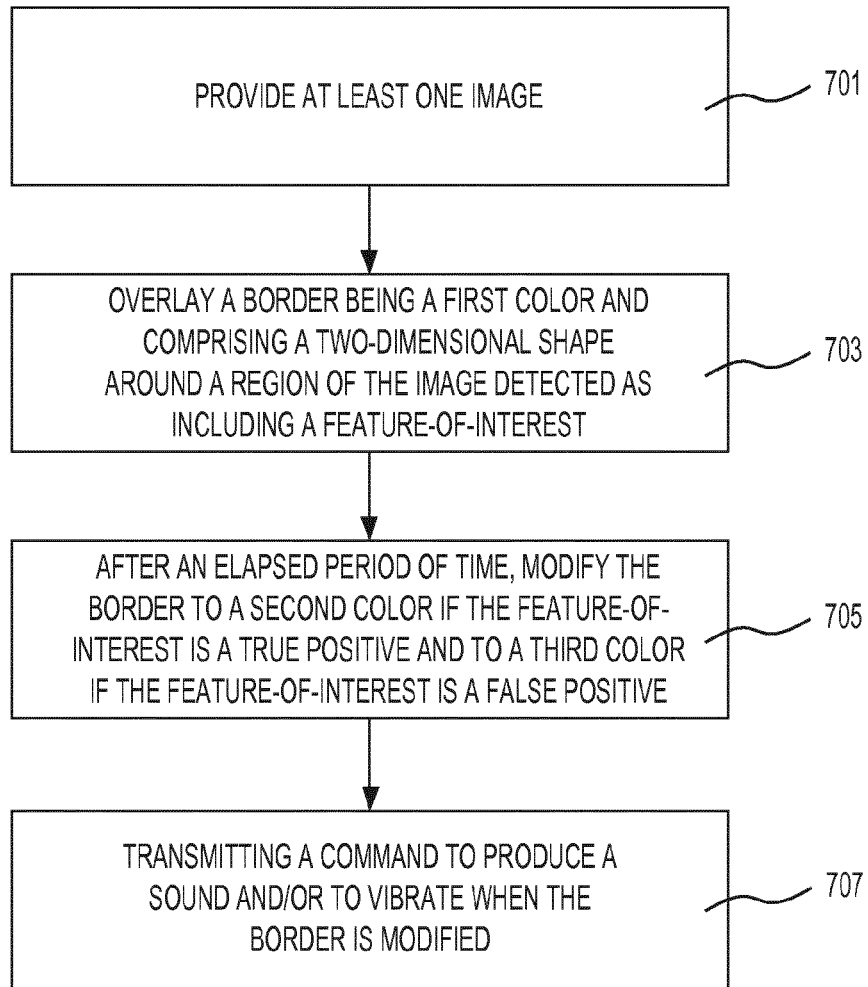 PROVIDE AT LEAST ONE IMAGE
701
OVERLAY A BORDER BEING A FIRST COLOR AND
COMPRISING A TWO-DIMENSIONAL SHAPE
AROUND A REGION OF THE IMAGE DETECTED AS
INCLUDING A FEATURE-OF-INTEREST
703
AFTER AN ELAPSED PERIOD OF TIME, MODIFY THE
BORDER TO A SECOND COLOR IF THE FEATURE-OF-
INTEREST IS A TRUE POSITIVE AND TO A THIRD COLOR
IF THE FEATURE-OF-INTEREST IS A FALSE POSITIVE
705
TRANSMITTING A COMMAND TO PRODUCE A
SOUND AND/OR TO VIBRATE WHEN THE
BORDER IS MODIFIED
707